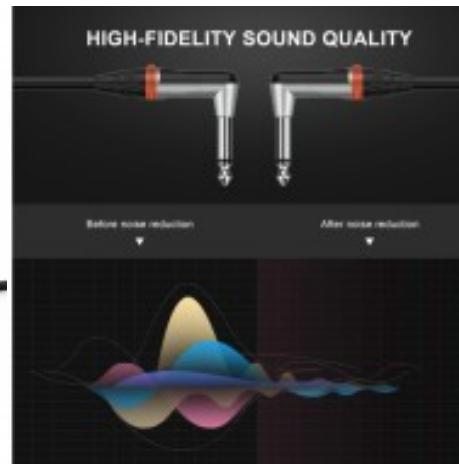 HIGH-FIDELITY SOUND QUALITY
Before noise reduction
After noise reduction